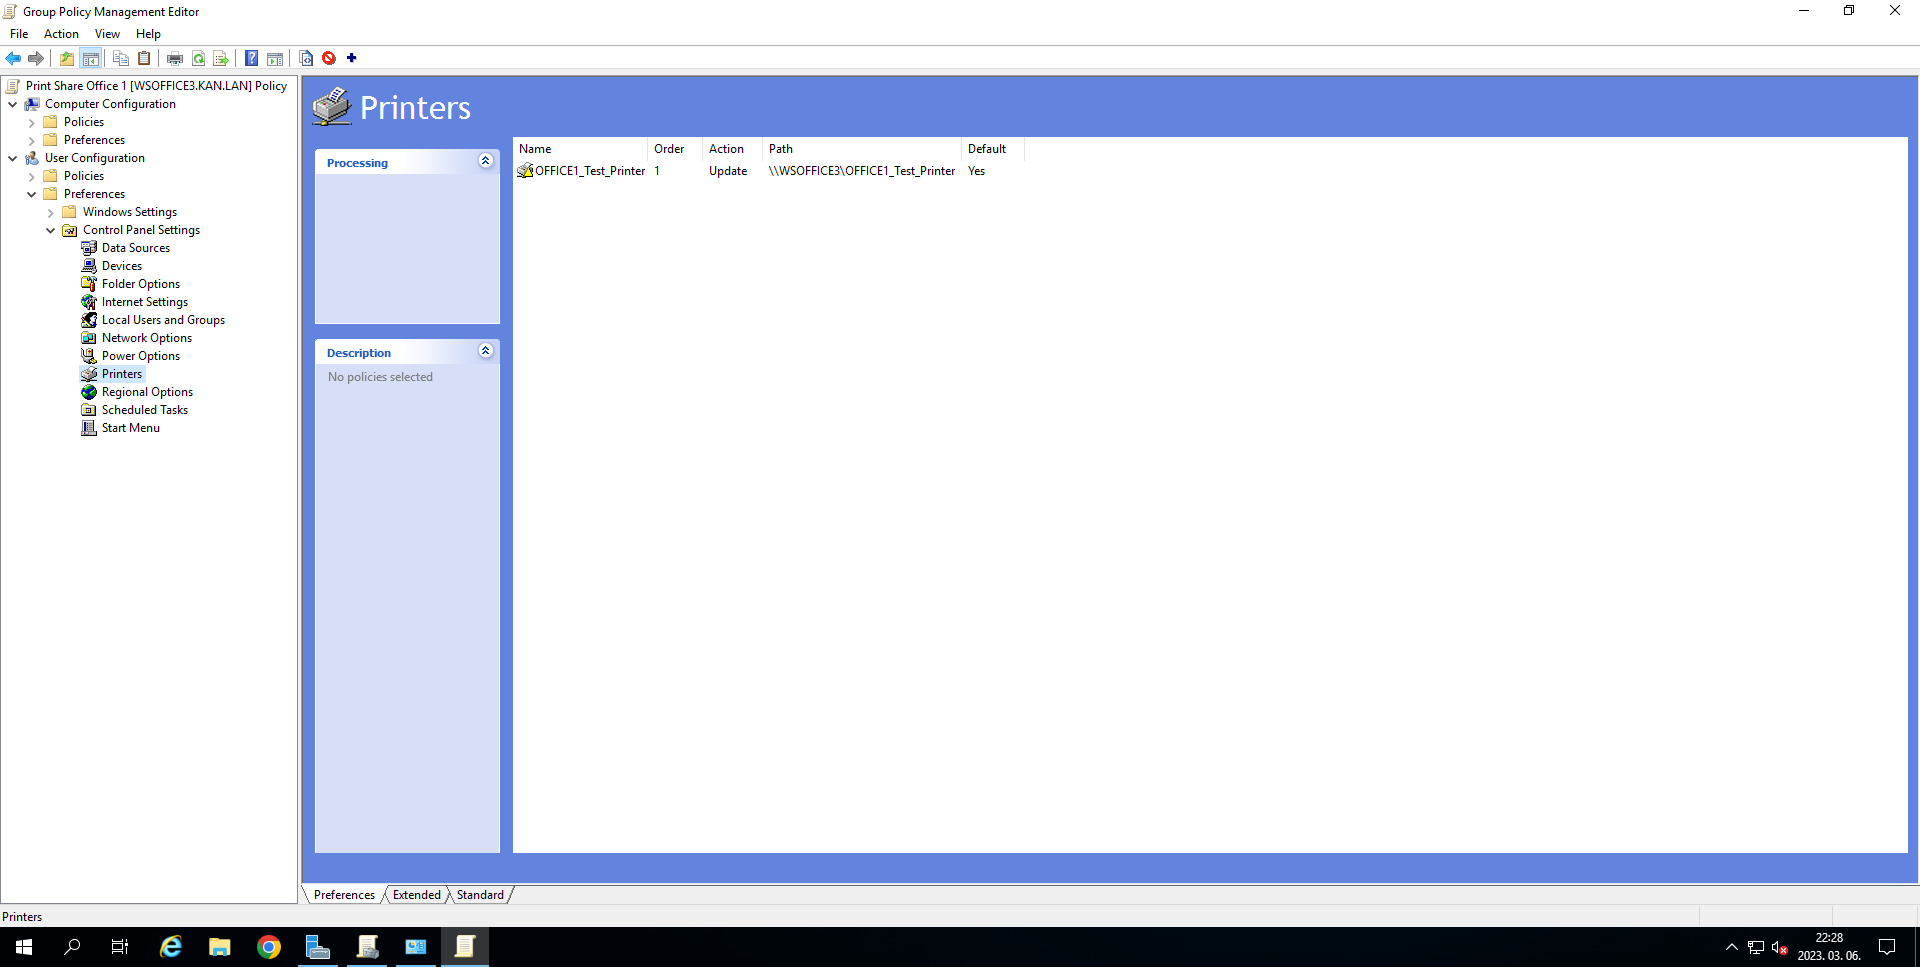 Group Policy Management Editor
File Action View Help
Print Share Office 1 [WSOFFICE3.KAN.LAN] Policy
Computer Configuration
Policies
Preferences
User Configuration
Policies
Preferences
Windows Settings
Control Panel Settings
Data Sources
Devices
Folder Options
Internet Settings
Local Users and Groups
Network Options
Power Options
Printers
Regional Options
Scheduled Tasks
Start Menu
Printers
Processing
Description
No policies selected
Name Order Action Path Default
OFFICE1_Test_Printer 1 Update \\WSOFFICE3\OFFICE1_Test_Printer Yes
Preferences Extended Standard
Printers
22:28
2023. 03. 06.